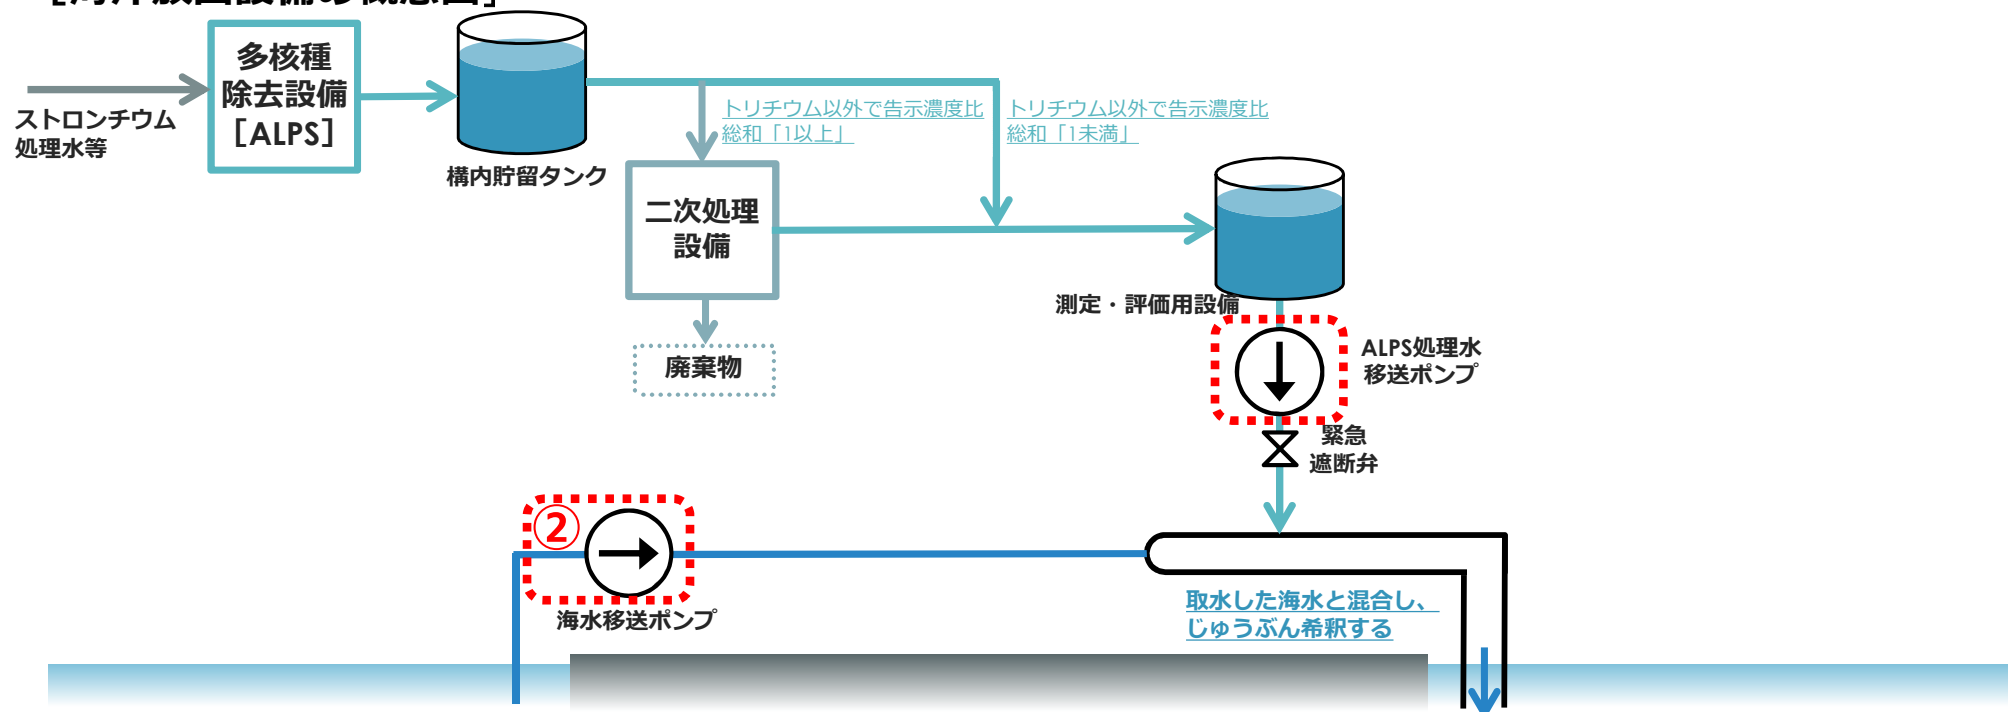 多核種
除去設備
[ALPS]
ストロンチウム
処理水等
構内貯留タンク
トリチウム以外で告示濃度比
総和「1以上」
トリチウム以外で告示濃度比
総和「1未満」
二次処理
設備
廃棄物
測定・評価用設備
ALPS処理水
移送ポンプ
緊急
遮断弁
②
海水移送ポンプ
取水した海水と混合し、
じゅうぶん希釈する